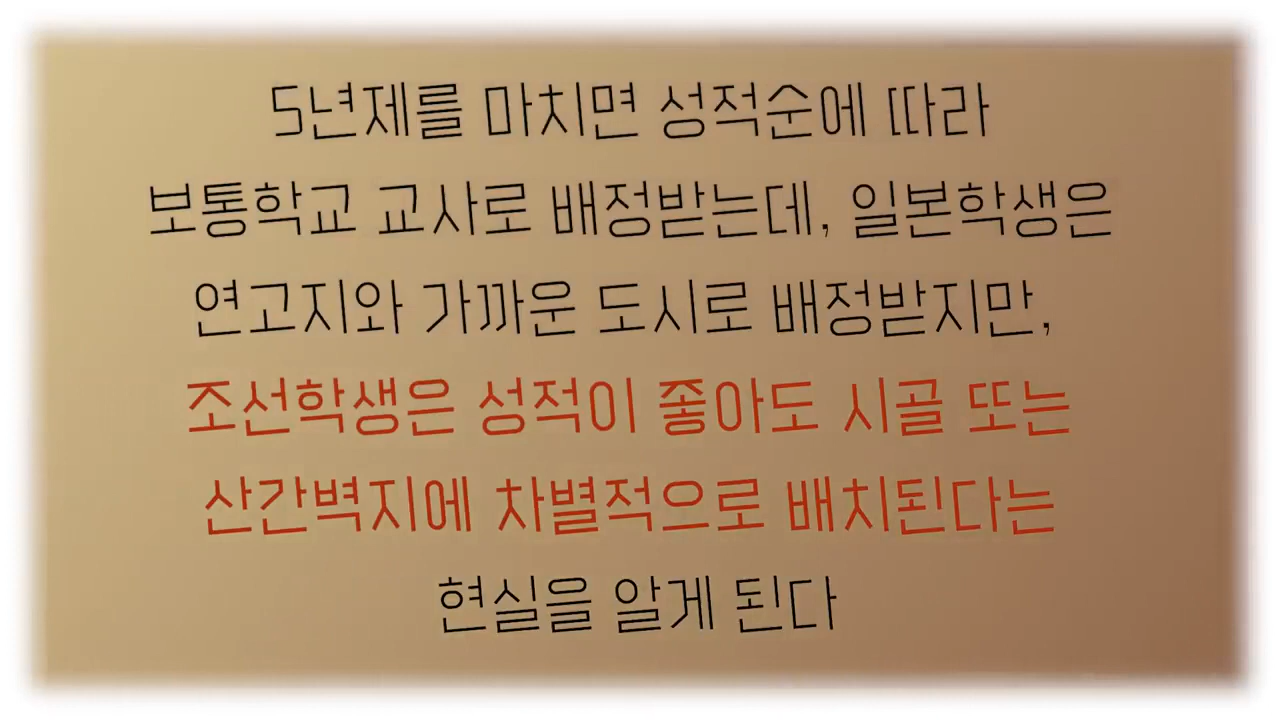 5년제를 마치면 성적순에 따라
보통학교 교사로 배정받는데, 일본학생은
연고지와 가까운 도시로 배정받지만,
조선학생은 성적이 좋아도 시골 또는
산간벽지에 차별적으로 배치된다는
현실을 알게 된다